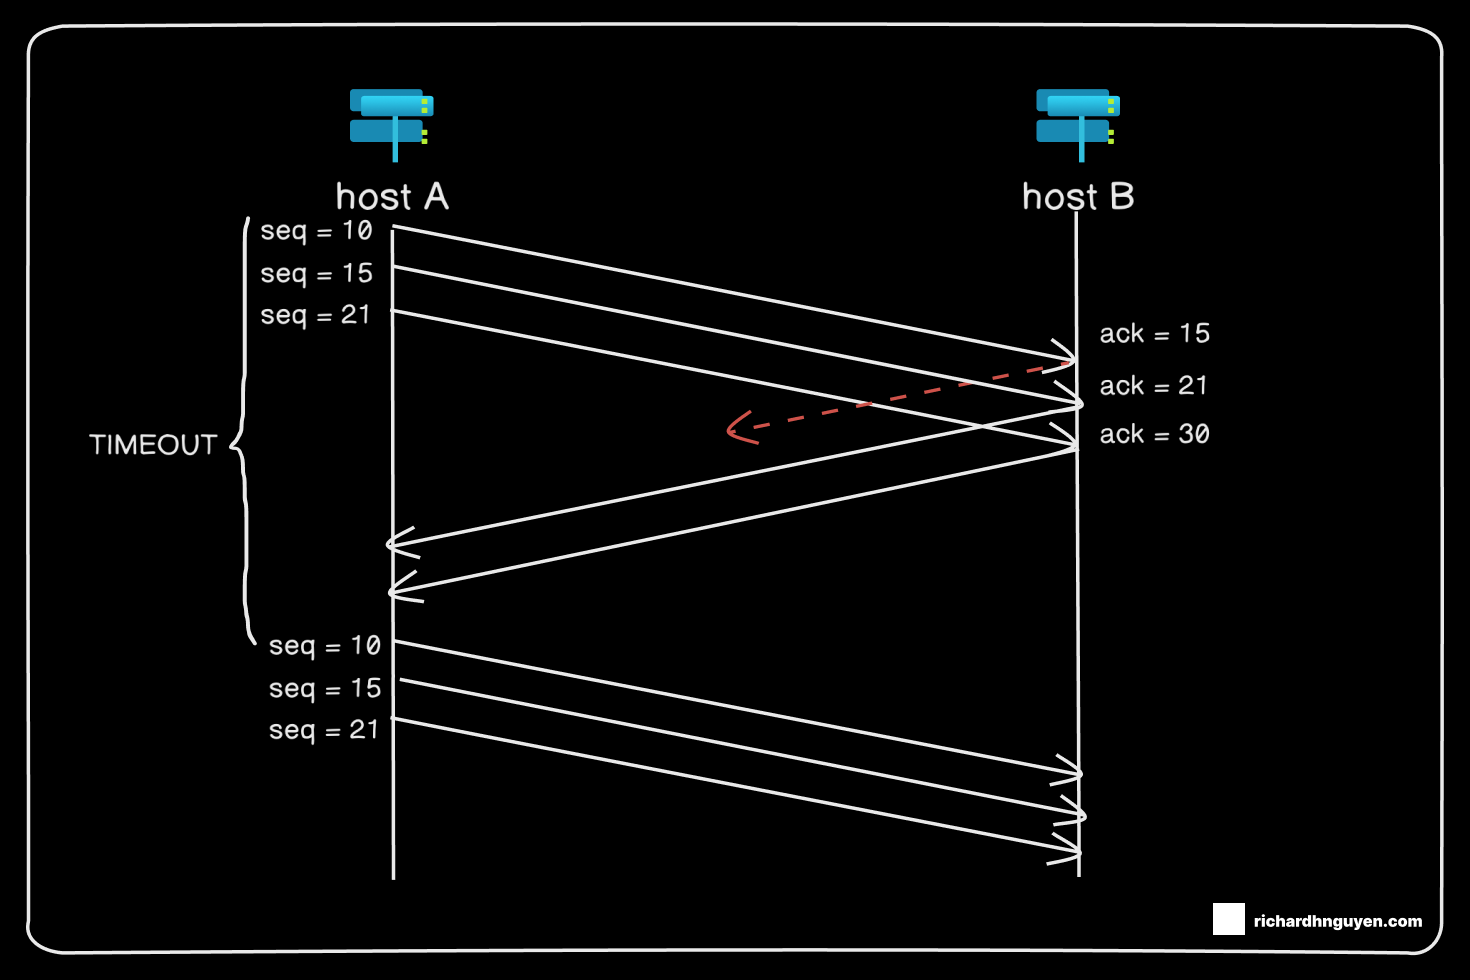 host A
host B
seq = 10
seq = 15
seq = 21
ack = 15
ack = 21
ack = 30
TIMEOUT
seq = 10
seq = 15
seq = 21
richardhnguyen.com